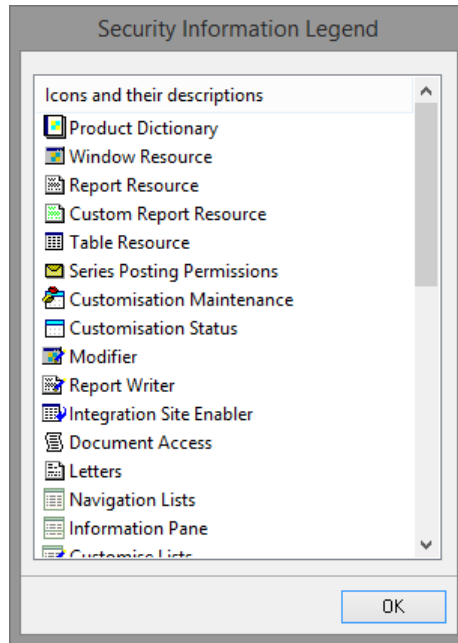 Security Information Legend
Icons and their descriptions
Product Dictionary
Window Resource
Report Resource
Custom Report Resource
Table Resource
Series Posting Permissions
Customisation Maintenance
Customisation Status
Modifier
Report Writer
Integration Site Enabler
Document Access
Letters
Navigation Lists
Information Pane
Customise Lists
OK